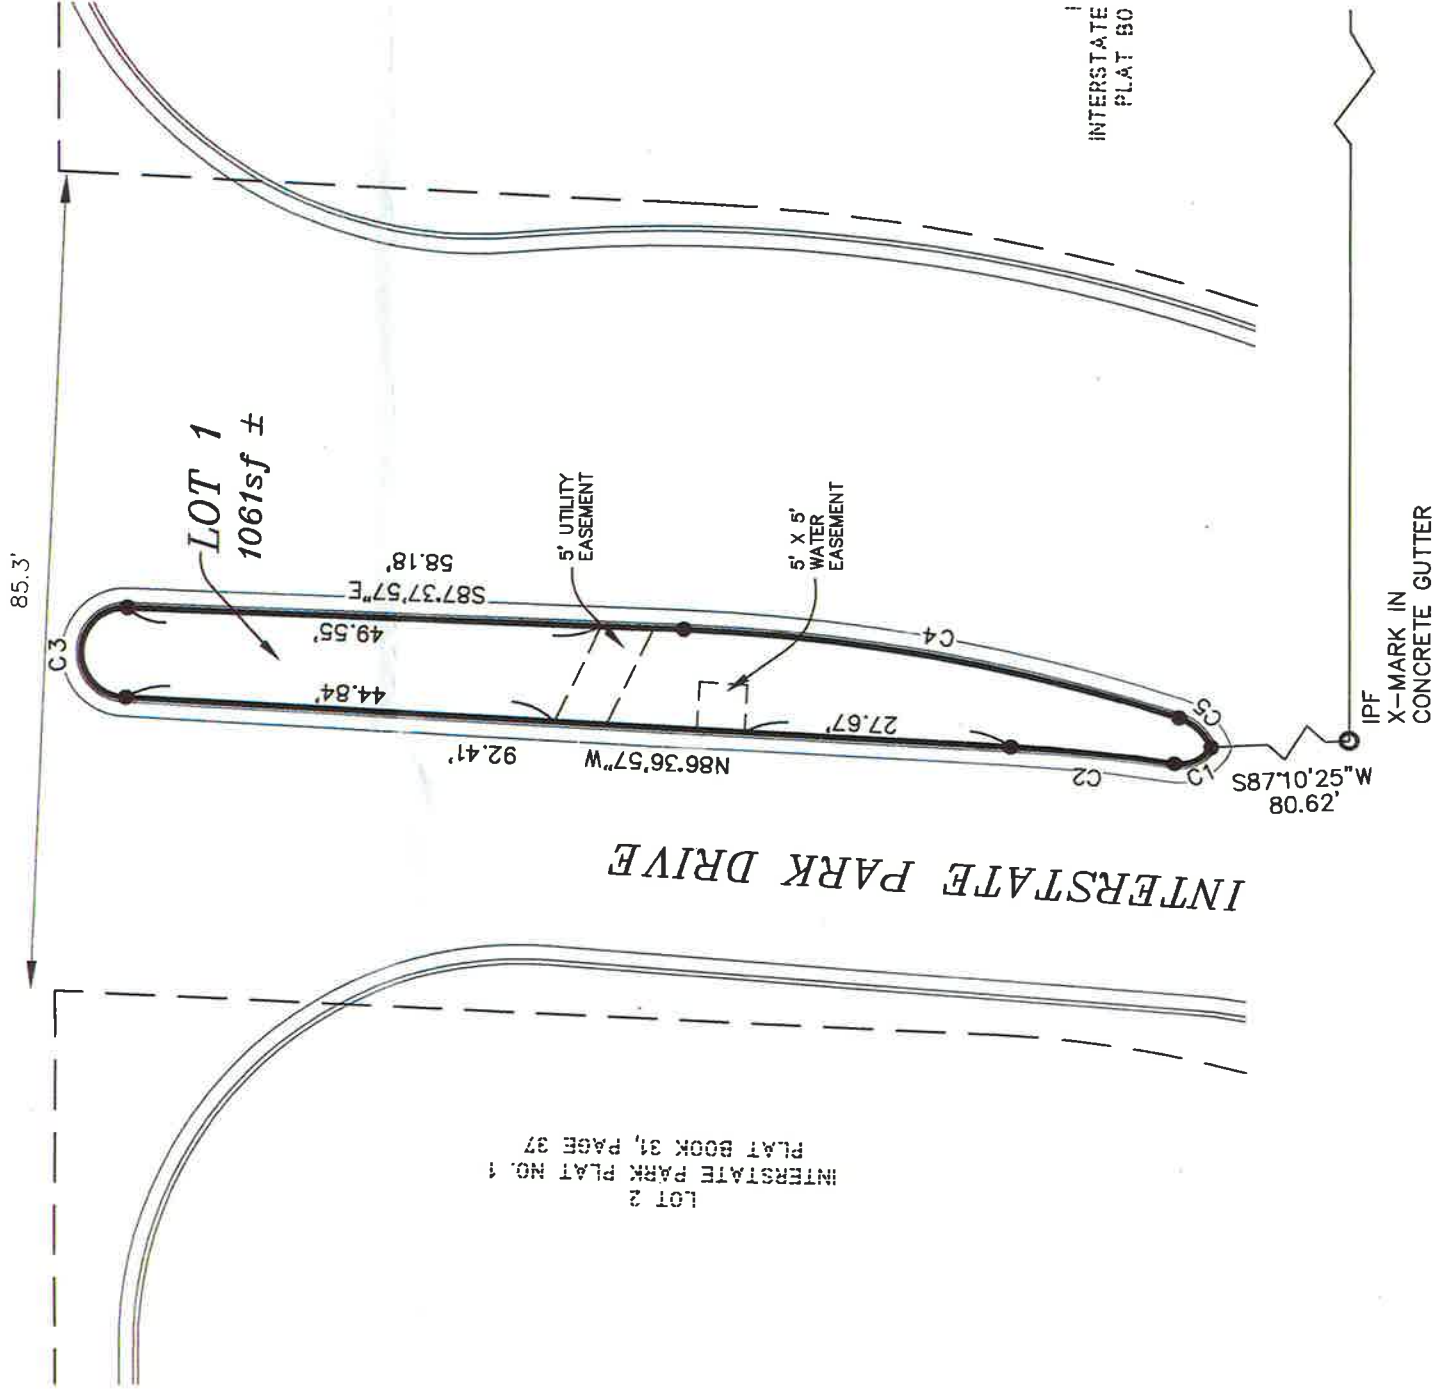 85.3'
C3
LOT 1
1061sf ±
S87°37'57"E
58.18'
49.55'
44.84'
N86°36'57"W
92.41'
27.67'
5' UTILITY
EASEMENT
5' X 5'
WATER
EASEMENT
C4
C2
C5
C1
S87°10'25"W
80.62'
IPF
X-MARK IN
CONCRETE GUTTER
INTERSTATE PARK DRIVE
LOT 2
INTERSTATE PARK PLAT NO. 1
PLAT BOOK 31, PAGE 37
INTERSTATE
PLAT BO